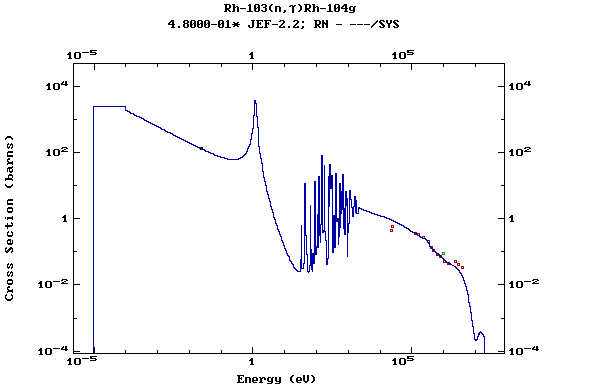 Rh-103(n,γ)Rh-104g
4.8000-01* JEF-2.2; RN - ---/SYS
10⁻⁵ 1 10⁵
10⁴ 10⁴
10² 10²
1 1
10⁻² 10⁻²
10⁻⁴ 10⁻⁴
10⁻⁵ 1 10⁵
Cross Section (barns)
Energy (eV)